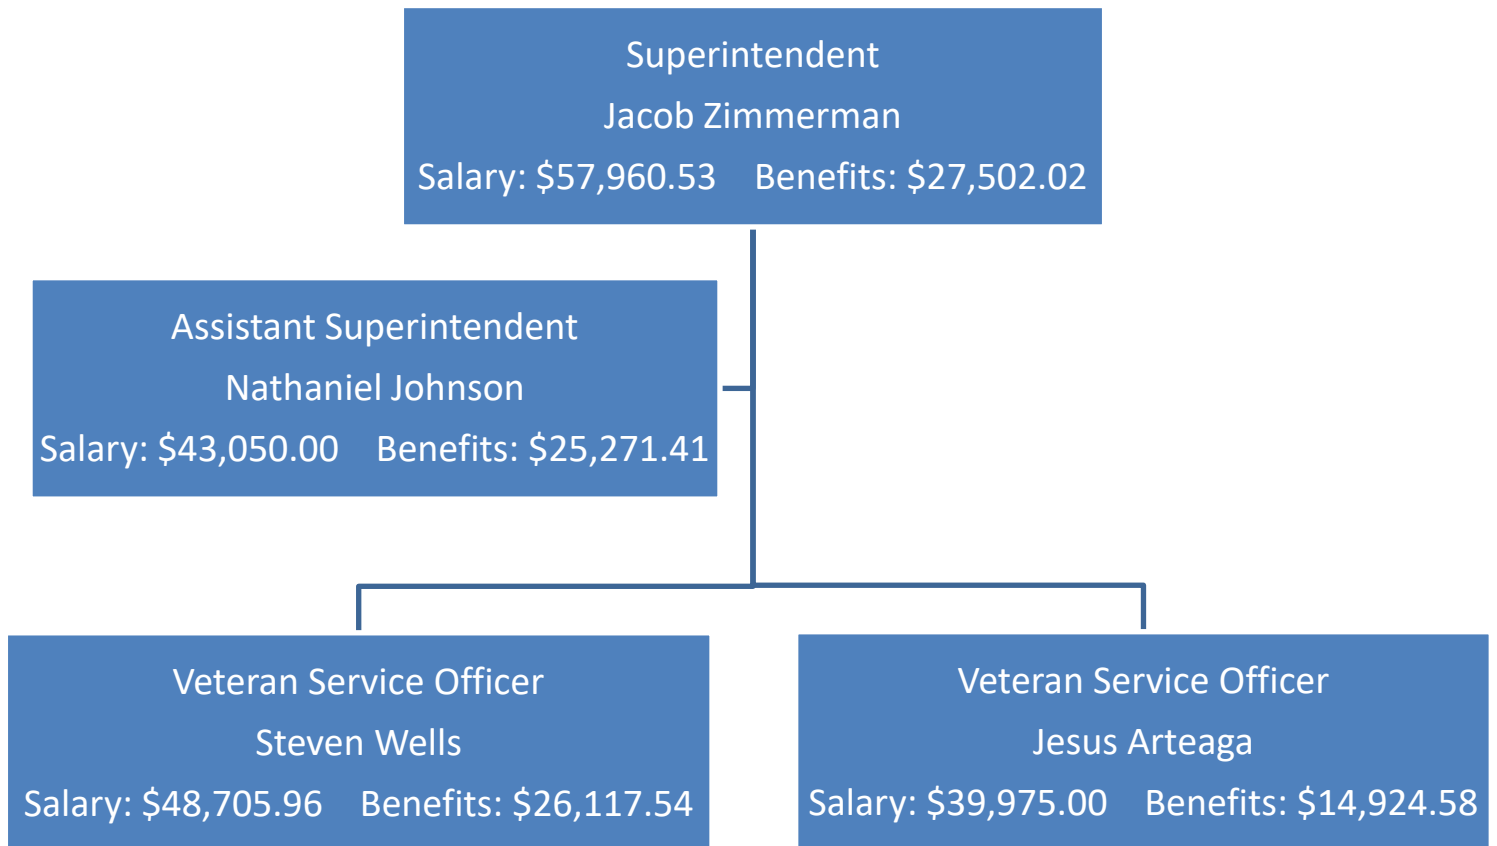 Superintendent
Jacob Zimmerman
Salary: $57,960.53 Benefits: $27,502.02
Assistant Superintendent
Nathaniel Johnson
Salary: $43,050.00 Benefits: $25,271.41
Veteran Service Officer
Steven Wells
Salary: $48,705.96 Benefits: $26,117.54
Veteran Service Officer
Jesus Arteaga
Salary: $39,975.00 Benefits: $14,924.58